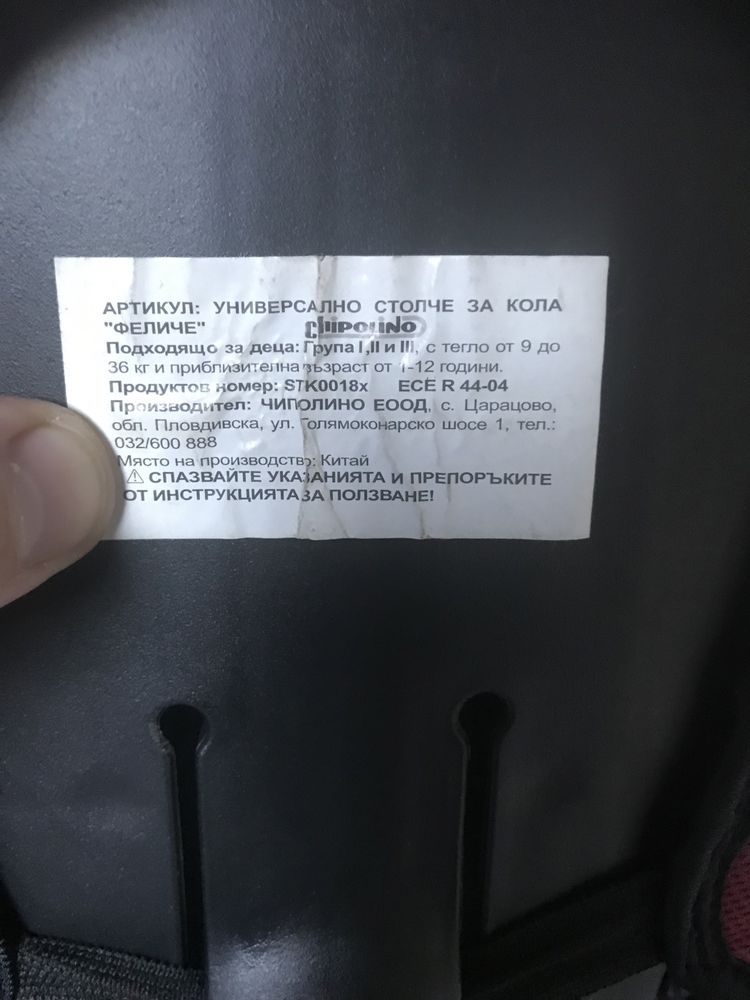 АРТИКУЛ: УНИВЕРСАЛНО СТОЛЧЕ ЗА КОЛА
"ФЕЛИЧЕ" chipolino
Подходящо за деца: Група I,II и III, с тегло от 9 до
36 кг и приблизителна възраст от 1-12 години.
Продуктов номер: STK0018x ECE R 44-04
Производител: ЧИПОЛИНО ЕООД, с. Царацово,
обл. Пловдивска, ул. Голямоконарско шосе 1, тел.:
032/600 888
Място на производство: Китай
⚠ СПАЗВАЙТЕ УКАЗАНИЯТА И ПРЕПОРЪКИТЕ
ОТ ИНСТРУКЦИЯТА ЗА ПОЛЗВАНЕ!